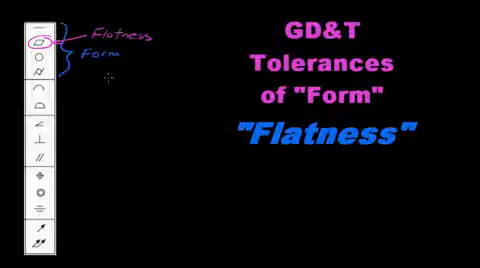 Flatness
Form
GD&T
Tolerances
of "Form"
"Flatness"